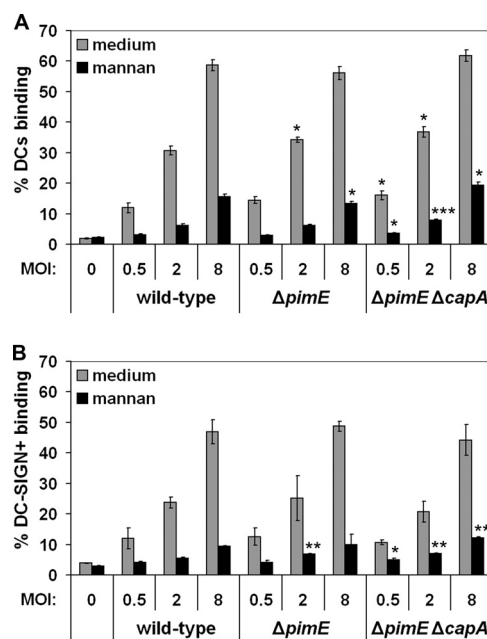 A
% DCs binding
70
60
50
40
30
20
10
0
medium
mannan
* * * * *** *
MOI: 0 0.5 2 8 0.5 2 8 0.5 2 8
wild-type ΔpimE ΔpimE ΔcapA
B
% DC-SIGN+ binding
70
60
50
40
30
20
10
0
medium
mannan
** * ** **
MOI: 0 0.5 2 8 0.5 2 8 0.5 2 8
wild-type ΔpimE ΔpimE ΔcapA